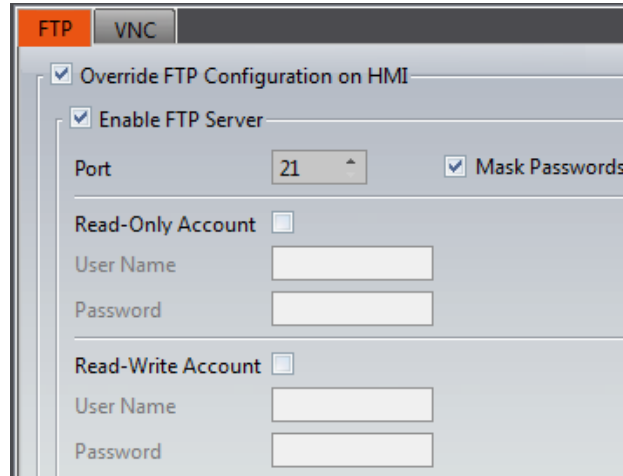 FTP VNC
Override FTP Configuration on HMI
Enable FTP Server
Port 21 Mask Passwords
Read-Only Account
User Name
Password
Read-Write Account
User Name
Password